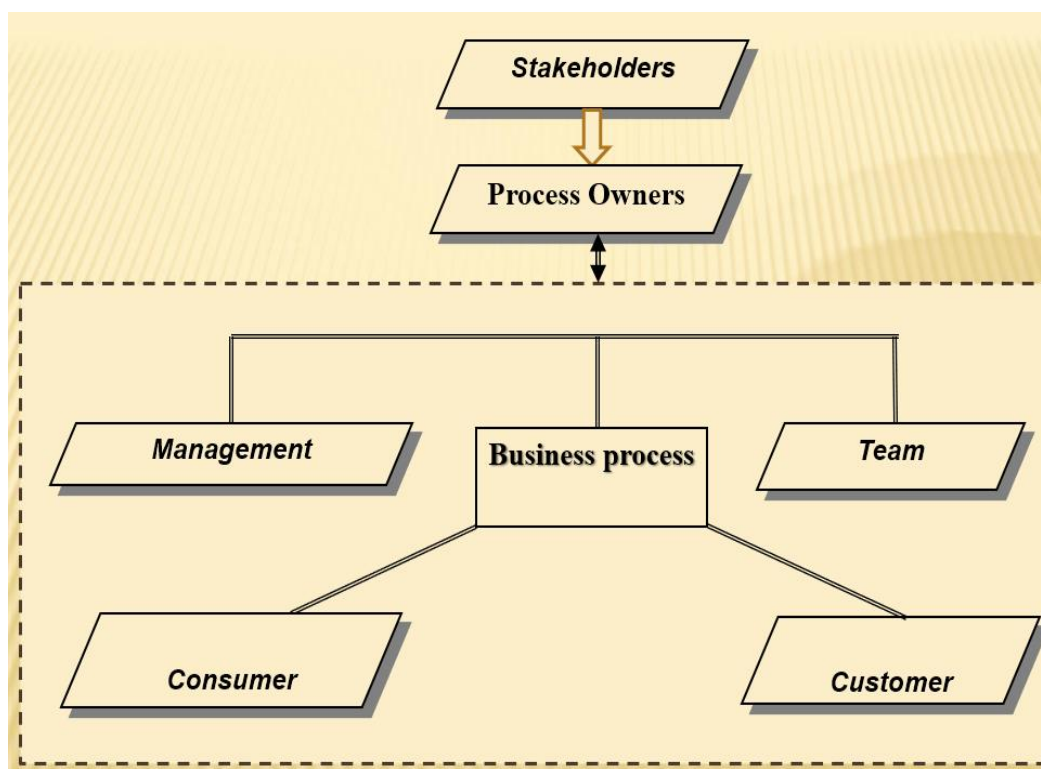 Stakeholders
Process Owners
Management
Business process
Team
Consumer
Customer